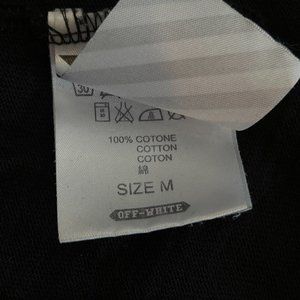 30
100% COTONE
COTTON
COTON
綿
SIZE M
OFF-WHITE